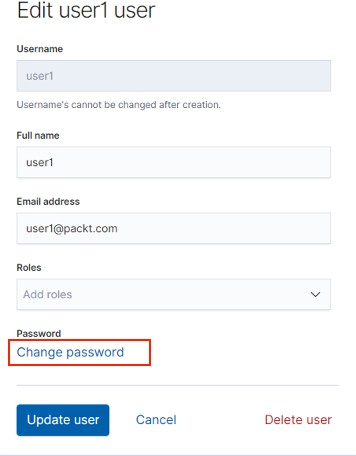 Edit user1 user
Username
user1
Username's cannot be changed after creation.
Full name
user1
Email address
user1@packt.com
Roles
Add roles
Password
Change password
Update user
Cancel
Delete user